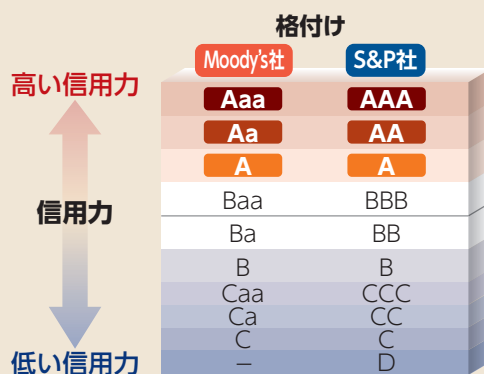 格付け
Moody's社 S&P社
高い信用力
Aaa AAA
Aa AA
A A
信用力
Baa BBB
Ba BB
B B
Caa CCC
Ca CC
C C
低い信用力
– D